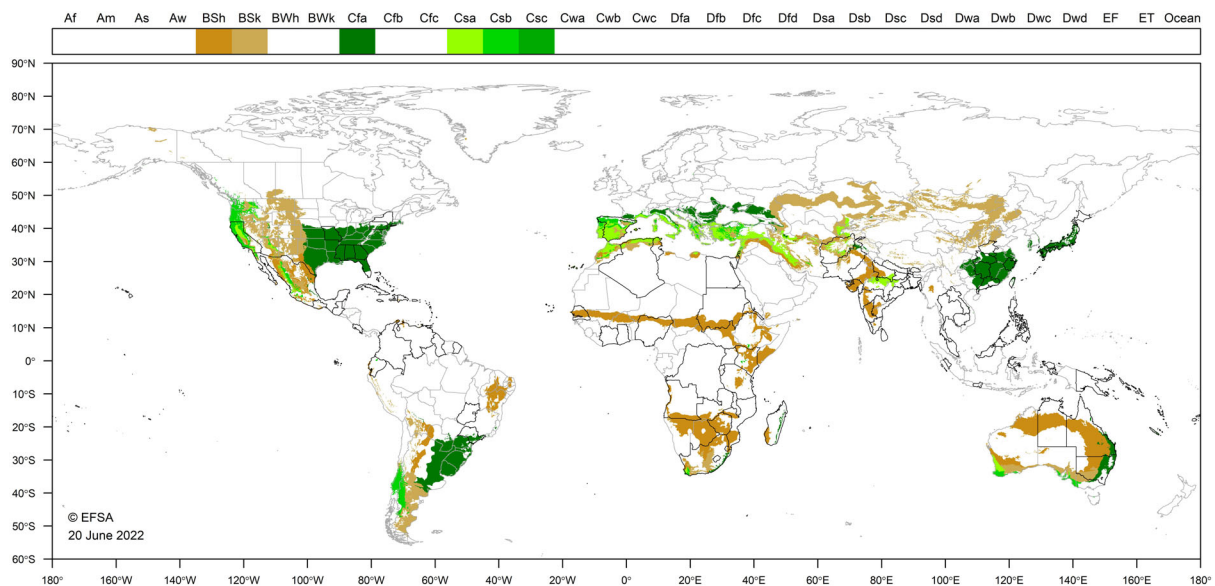 Af Am As Aw BSh BSk BWh BWk Cfa Cfb Cfc Csa Csb Csc Cwa Cwb Cwc Dfa Dfb Dfc Dfd Dsa Dsb Dsc Dsd Dwa Dwb Dwc Dwd EF ET Ocean
90°N
80°N
70°N
60°N
50°N
40°N
30°N
20°N
10°N
0°
10°S
20°S
30°S
40°S
50°S
60°S
© EFSA
20 June 2022
180° 160°W 140°W 120°W 100°W 80°W 60°W 40°W 20°W 0° 20°E 40°E 60°E 80°E 100°E 120°E 140°E 160°E 180°